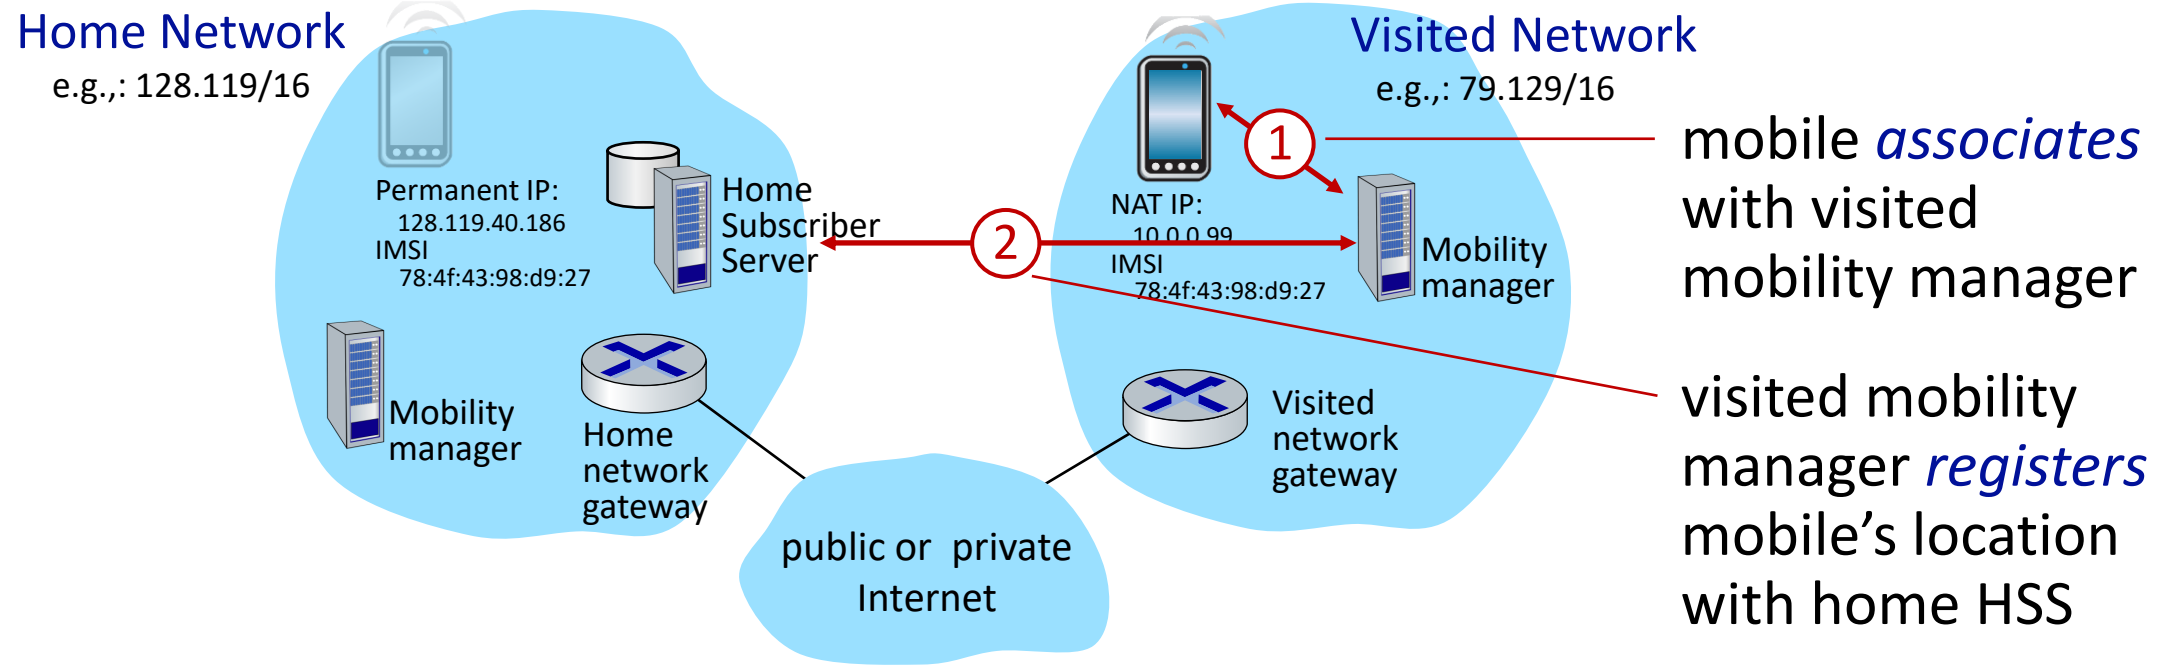 Home Network
e.g.,: 128.119/16
Permanent IP:
128.119.40.186
IMSI
78:4f:43:98:d9:27
Home
Subscriber
Server
Mobility
manager
Home
network
gateway
public or private
Internet
2
Visited Network
e.g.,: 79.129/16
1
NAT IP:
10.0.0.99
IMSI
78:4f:43:98:d9:27
Mobility
manager
Visited
network
gateway
mobile associates
with visited
mobility manager
visited mobility
manager registers
mobile’s location
with home HSS